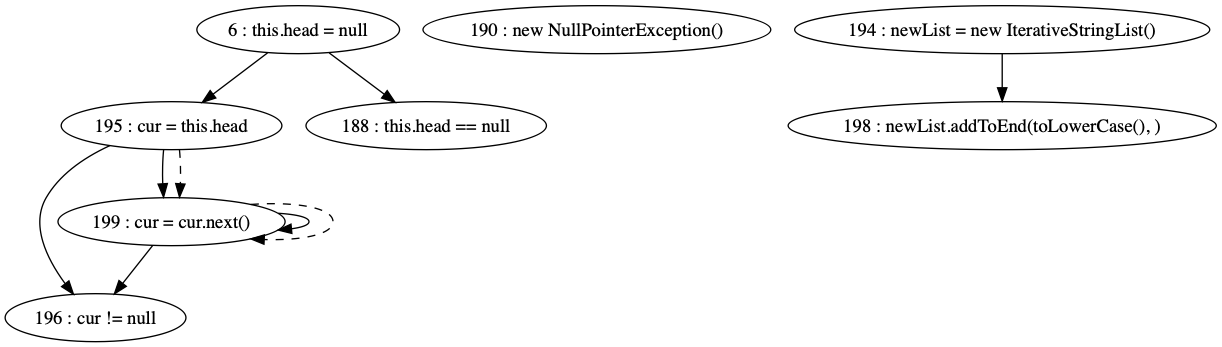 6 : this.head = null
190 : new NullPointerException()
194 : newList = new IterativeStringList()
195 : cur = this.head
188 : this.head == null
198 : newList.addToEnd(toLowerCase(), )
199 : cur = cur.next()
196 : cur != null